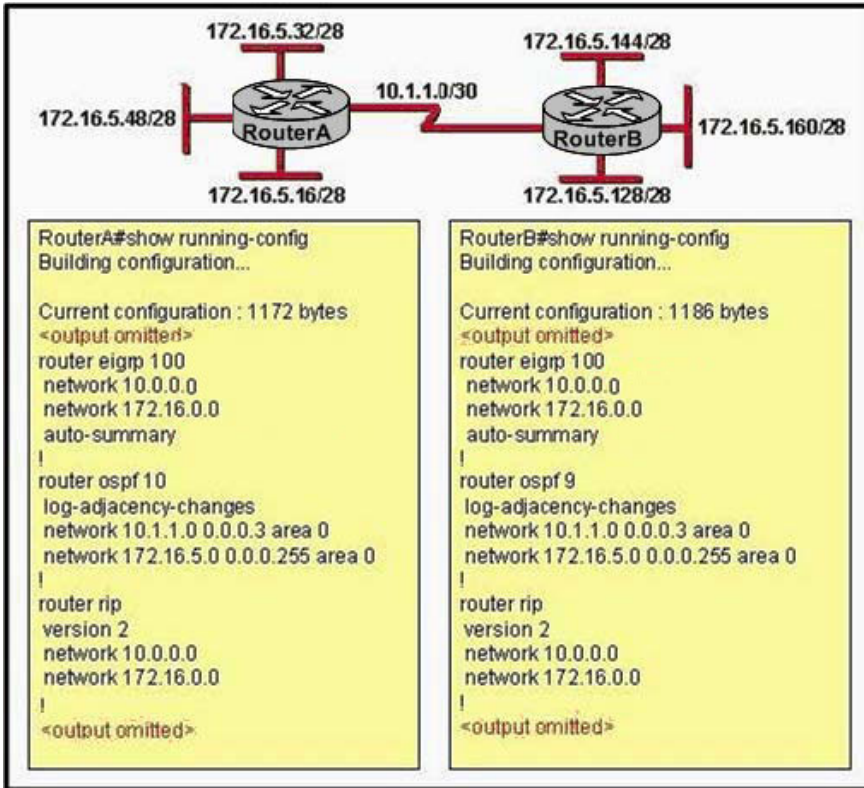 172.16.5.32/28
172.16.5.144/28
10.1.1.0/30
172.16.5.48/28
RouterA
RouterB
172.16.5.160/28
172.16.5.16/28
172.16.5.128/28
RouterA#show running-config
Building configuration...
Current configuration : 1172 bytes
<output omitted>
router eigrp 100
network 10.0.0.0
network 172.16.0.0
auto-summary
!
router ospf 10
log-adjacency-changes
network 10.1.1.0 0.0.0.3 area 0
network 172.16.5.0 0.0.0.255 area 0
!
router rip
version 2
network 10.0.0.0
network 172.16.0.0
!
<output omitted>
RouterB#show running-config
Building configuration...
Current configuration : 1186 bytes
<output omitted>
router eigrp 100
network 10.0.0.0
network 172.16.0.0
auto-summary
!
router ospf 9
log-adjacency-changes
network 10.1.1.0 0.0.0.3 area 0
network 172.16.5.0 0.0.0.255 area 0
!
router rip
version 2
network 10.0.0.0
network 172.16.0.0
!
<output omitted>